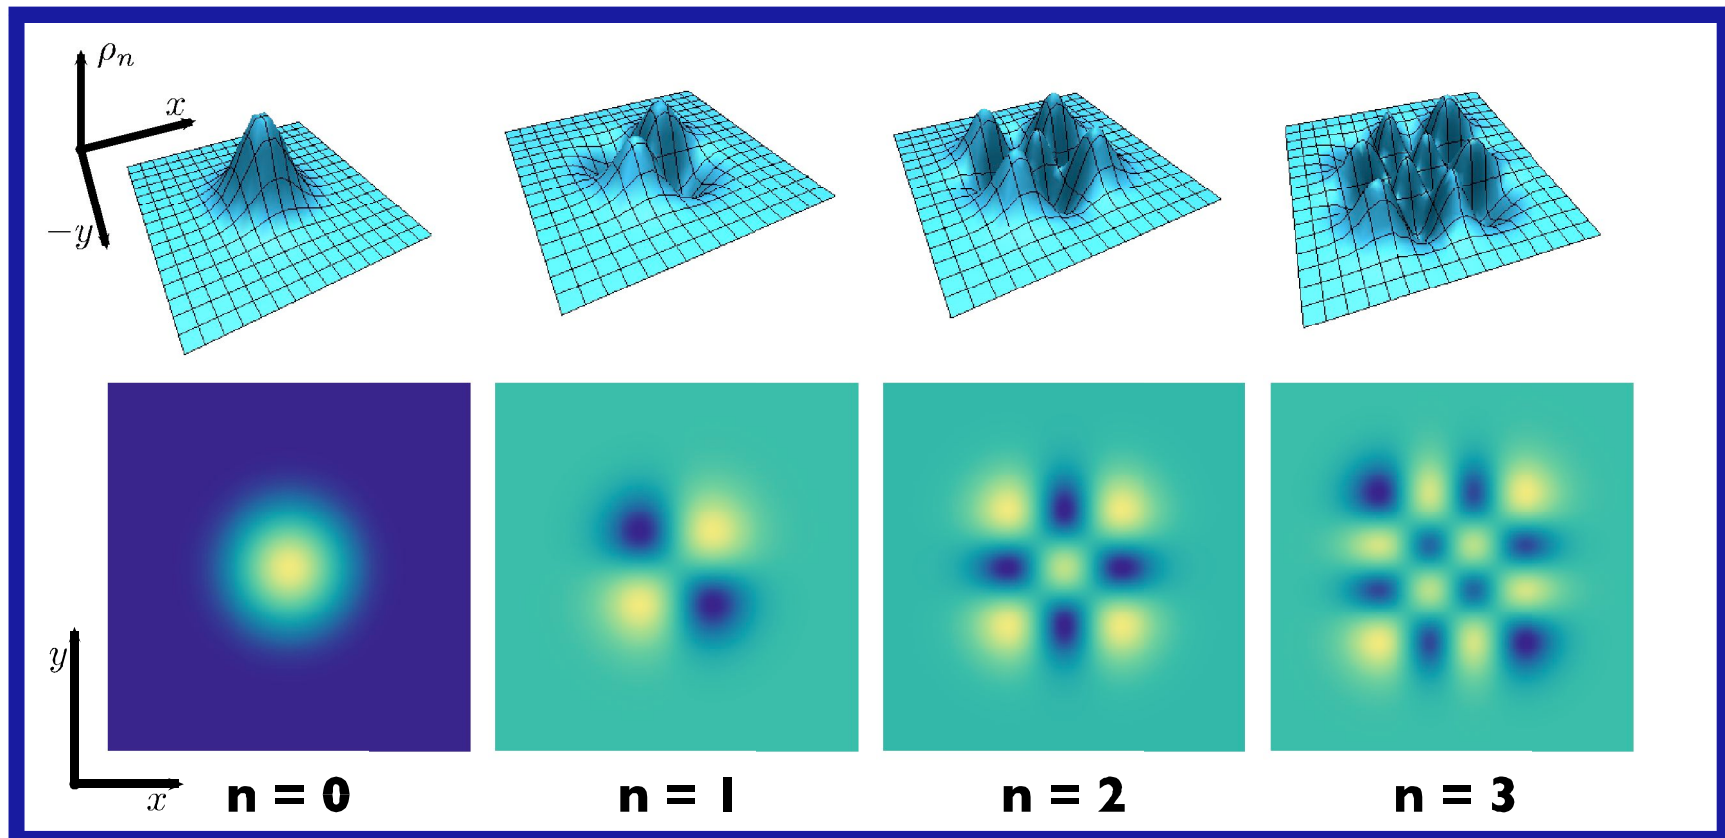 ρₙ
x
−y
y
x
n = 0
n = 1
n = 2
n = 3